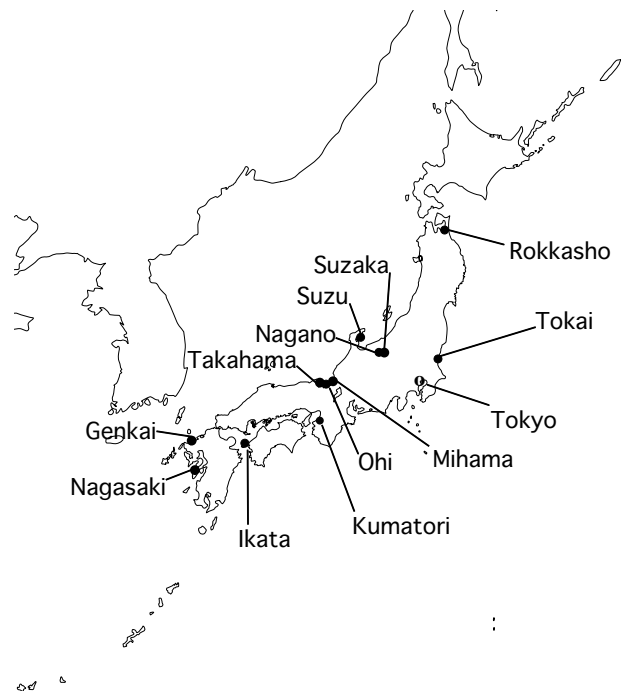 Rokkasho
Suzaka
Suzu
Tokai
Nagano
Takahama
Tokyo
Genkai
Ohi
Mihama
Nagasaki
Kumatori
Ikata